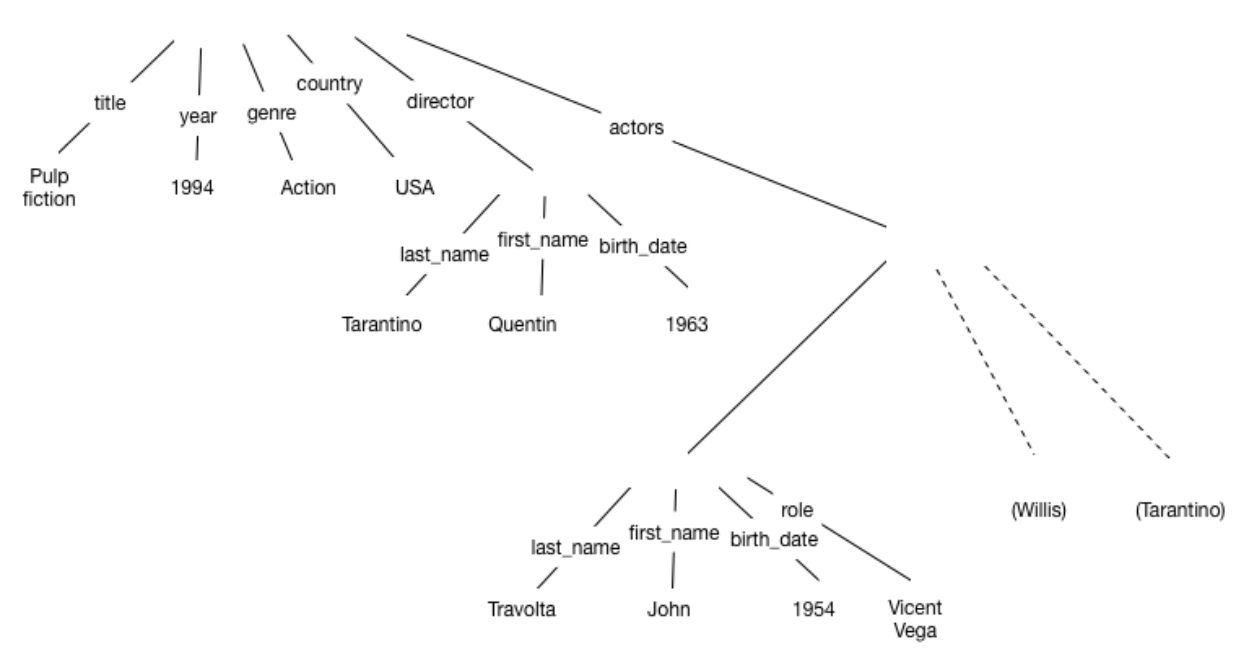 country
title
director
year
genre
actors
Pulp
fiction
1994
Action
USA
last_name
first_name
birth_date
Tarantino
Quentin
1963
role
(Willis)
(Tarantino)
last_name
first_name
birth_date
Travolta
John
1954
Vicent
Vega